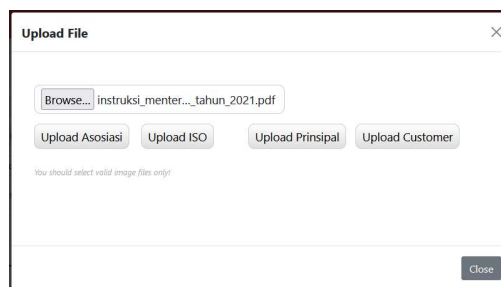 Upload File
Browse... instruksi_menter..._tahun_2021.pdf
Upload Asosiasi Upload ISO Upload Prinsipal Upload Customer
You should select valid image files only!
Close